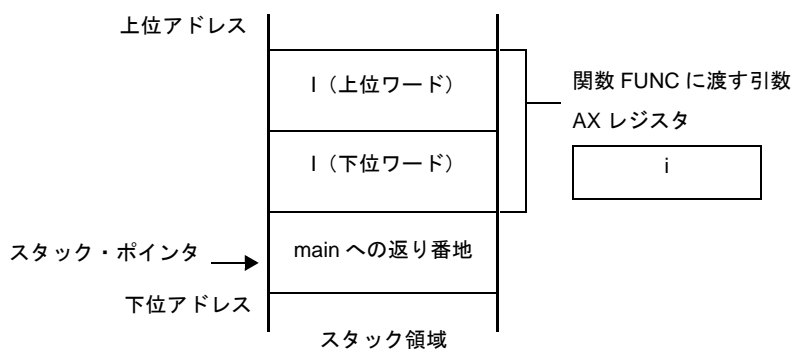 上位アドレス
l（上位ワード）
関数 FUNC に渡す引数
AX レジスタ
l（下位ワード）
i
スタック・ポインタ
main への返り番地
下位アドレス
スタック領域